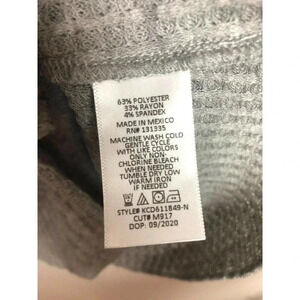 63% POLYESTER
33% RAYON
4% SPANDEX
MADE IN MEXICO
RN# 131335
MACHINE WASH COLD
GENTLE CYCLE
WITH LIKE COLORS
ONLY NON-
CHLORINE BLEACH
WHEN NEEDED
TUMBLE DRY LOW
WARM IRON
IF NEEDED
STYLE# KCD611849-N
CUT# M917
DOP: 09/2020